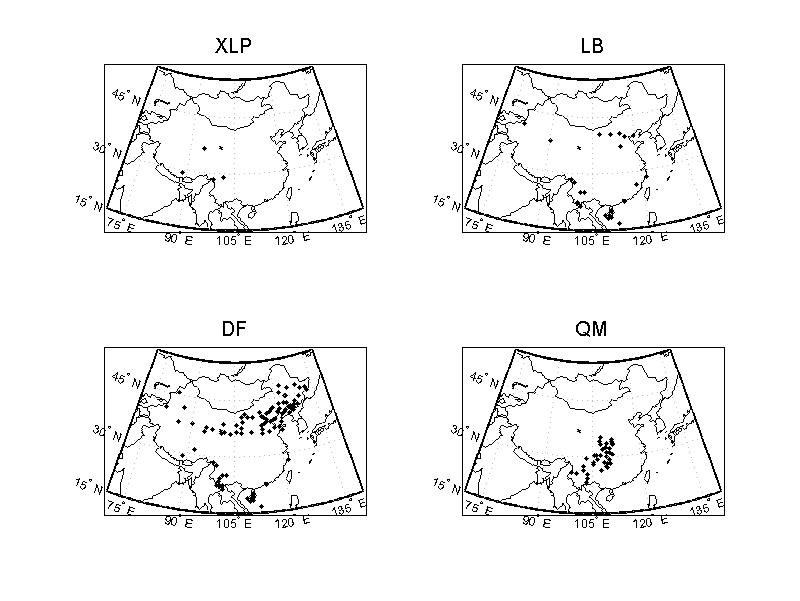 XLP
45° N
30° N
15° N
75° E
90° E
105° E
120° E
135° E
LB
45° N
30° N
15° N
75° E
90° E
105° E
120° E
135° E
DF
45° N
30° N
15° N
75° E
90° E
105° E
120° E
135° E
QM
45° N
30° N
15° N
75° E
90° E
105° E
120° E
135° E